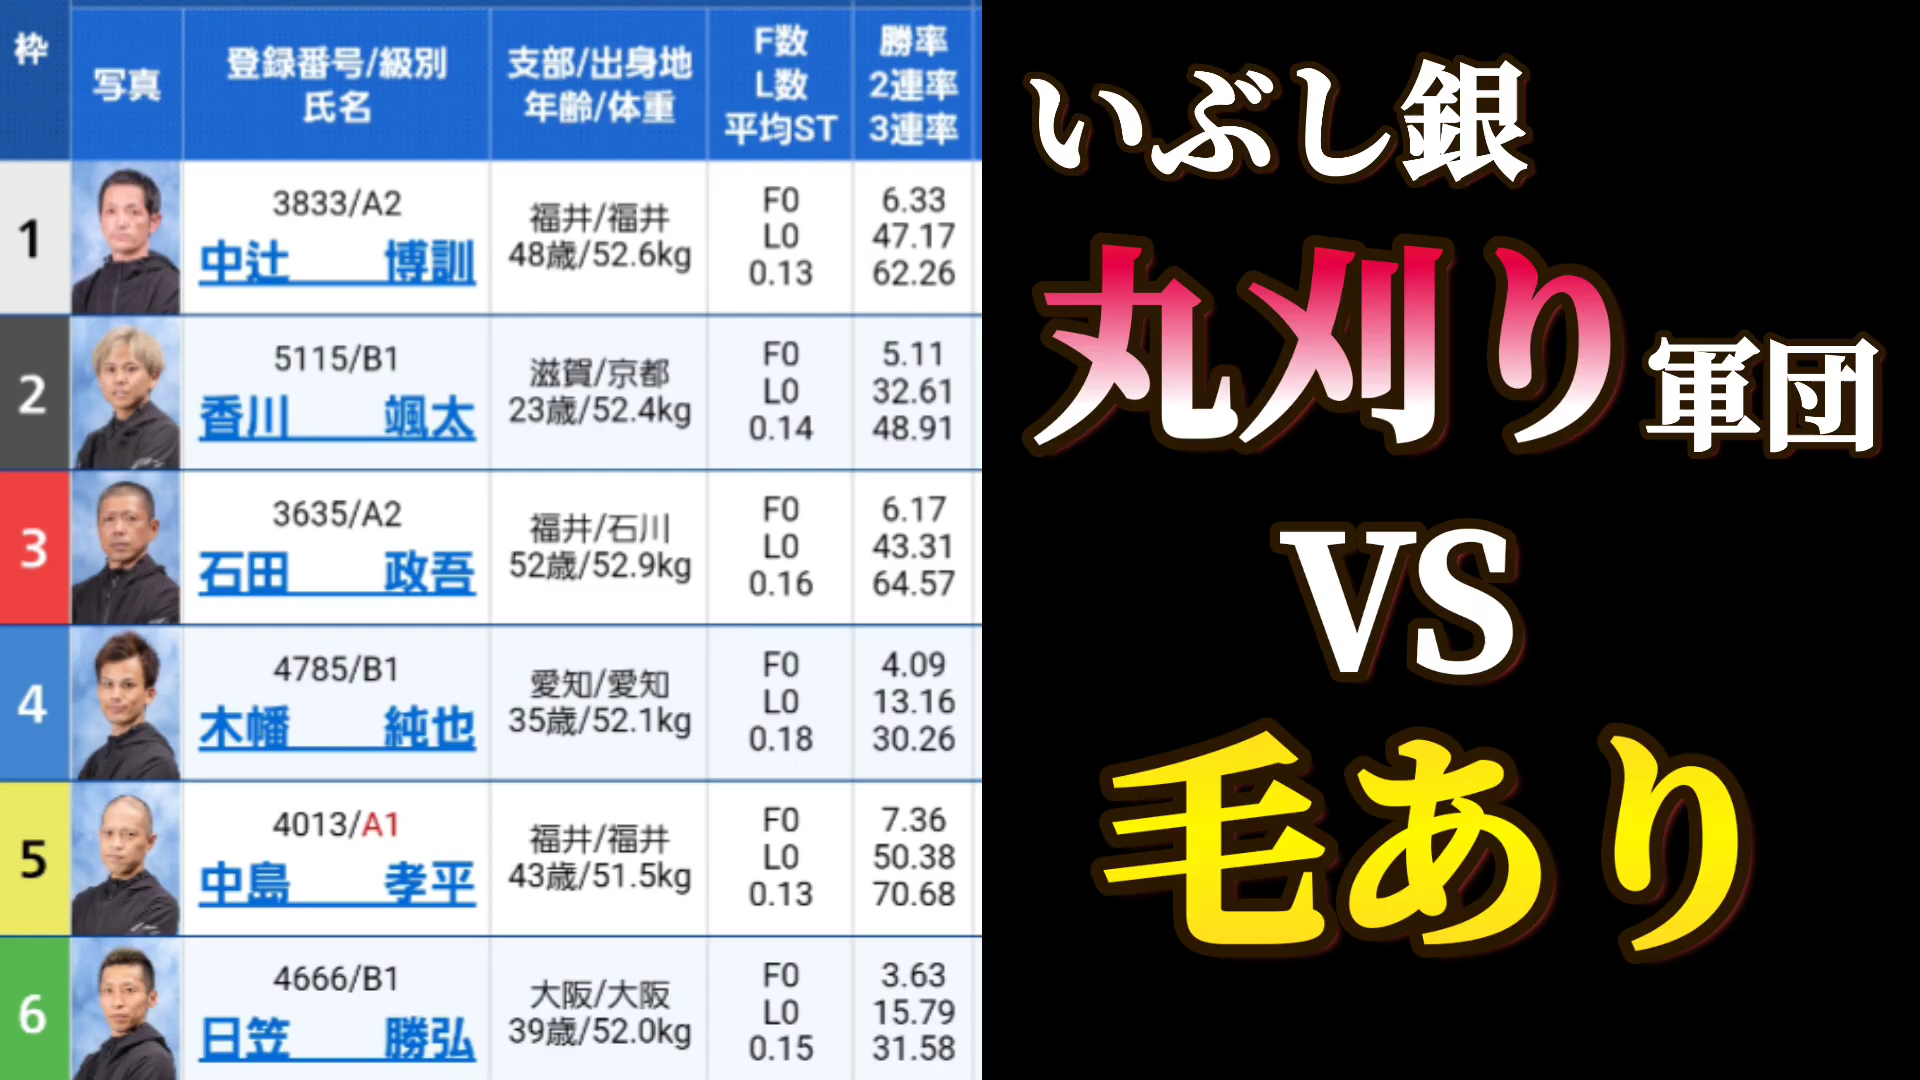 枠
写真
登録番号/級別
氏名
支部/出身地
年齢/体重
F数
L数
平均ST
勝率
2連率
3連率
1
3833/A2
中辻 博訓
福井/福井
48歳/52.6kg
F0
L0
0.13
6.33
47.17
62.26
2
5115/B1
香川 颯太
滋賀/京都
23歳/52.4kg
F0
L0
0.14
5.11
32.61
48.91
3
3635/A2
石田 政吾
福井/石川
52歳/52.9kg
F0
L0
0.16
6.17
43.31
64.57
4
4785/B1
木幡 純也
愛知/愛知
35歳/52.1kg
F0
L0
0.18
4.09
13.16
30.26
5
4013/A1
中島 孝平
福井/福井
43歳/51.5kg
F0
L0
0.13
7.36
50.38
70.68
6
4666/B1
日笠 勝弘
大阪/大阪
39歳/52.0kg
F0
L0
0.15
3.63
15.79
31.58
いぶし銀
丸刈り軍団
VS
毛あり